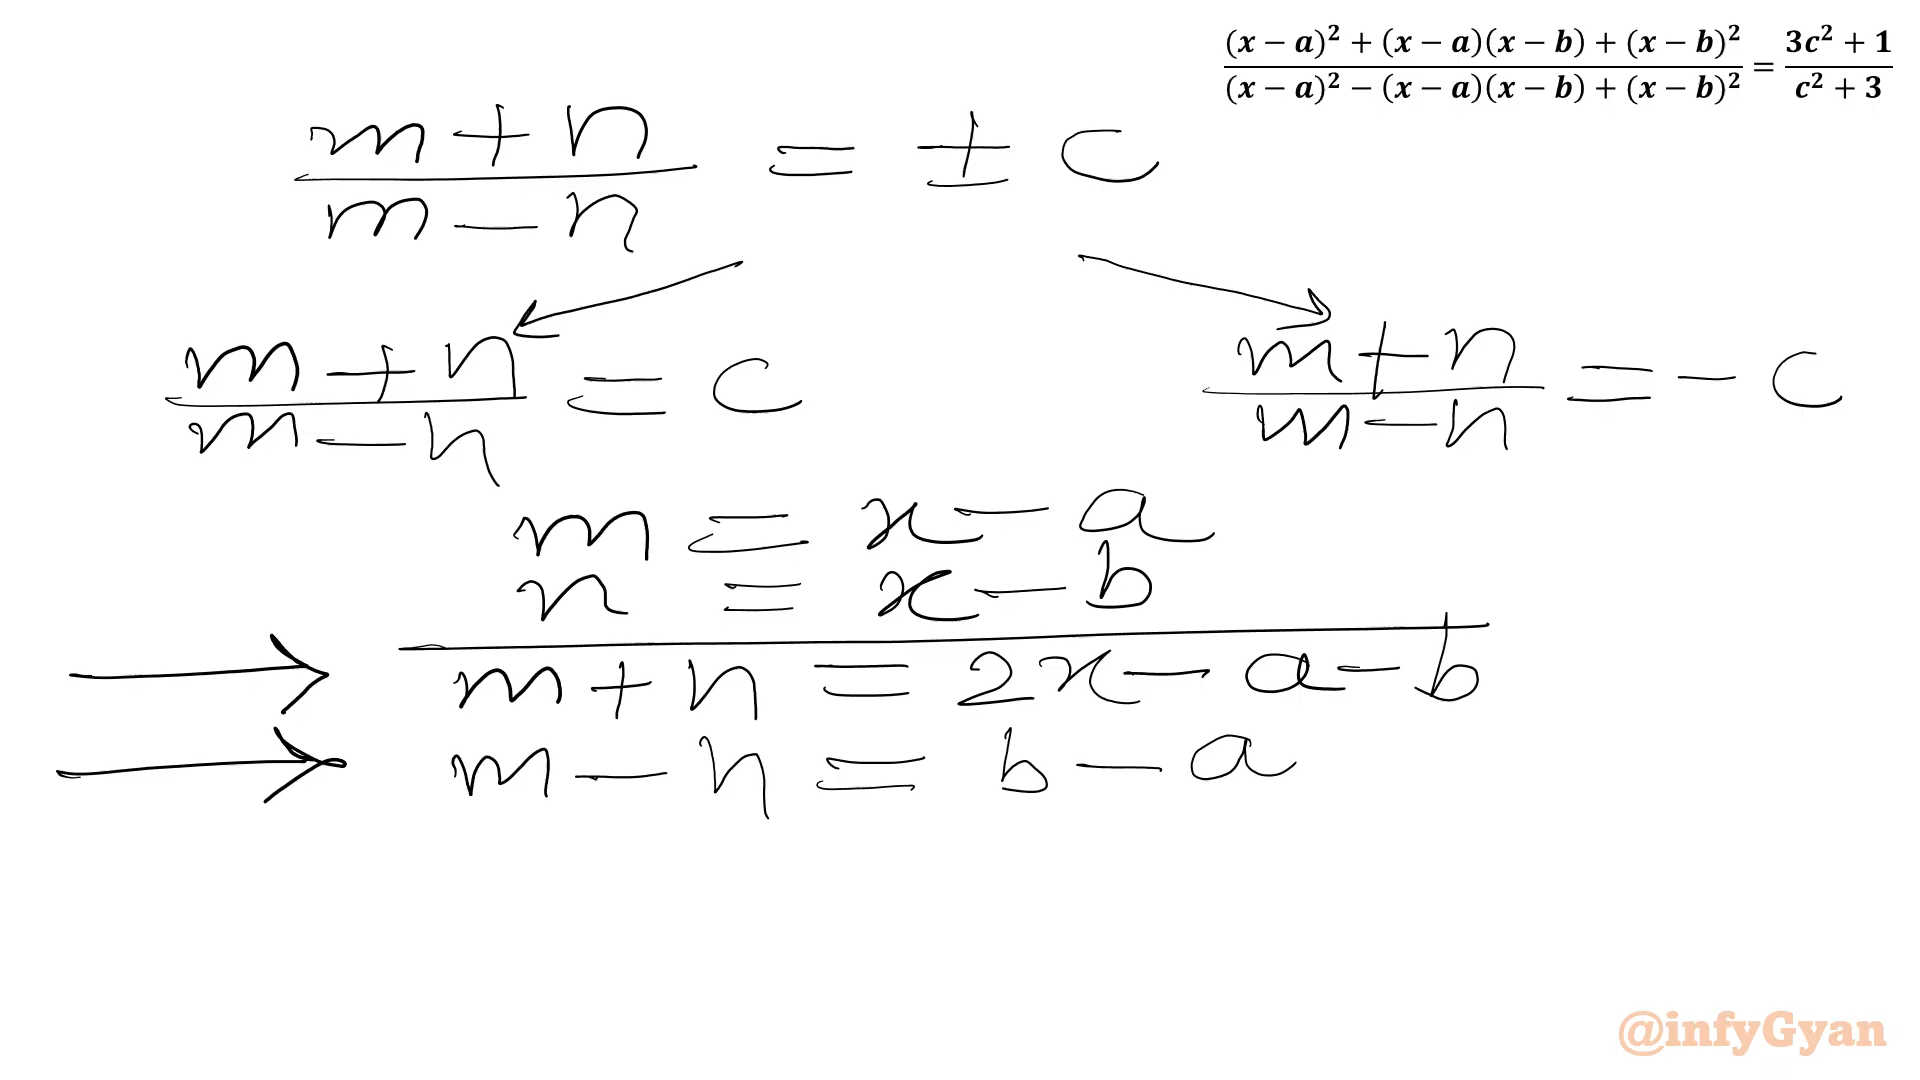 (x − a)² + (x − a)(x − b) + (x − b)² / (x − a)² − (x − a)(x − b) + (x − b)² = 3c² + 1 / c² + 3
m + n / m − n = ± c
m + n / m − n = c
m + n / m − n = − c
m = x − a
n = x − b
m + n = 2x − a − b
m − n = b − a
@infyGyan